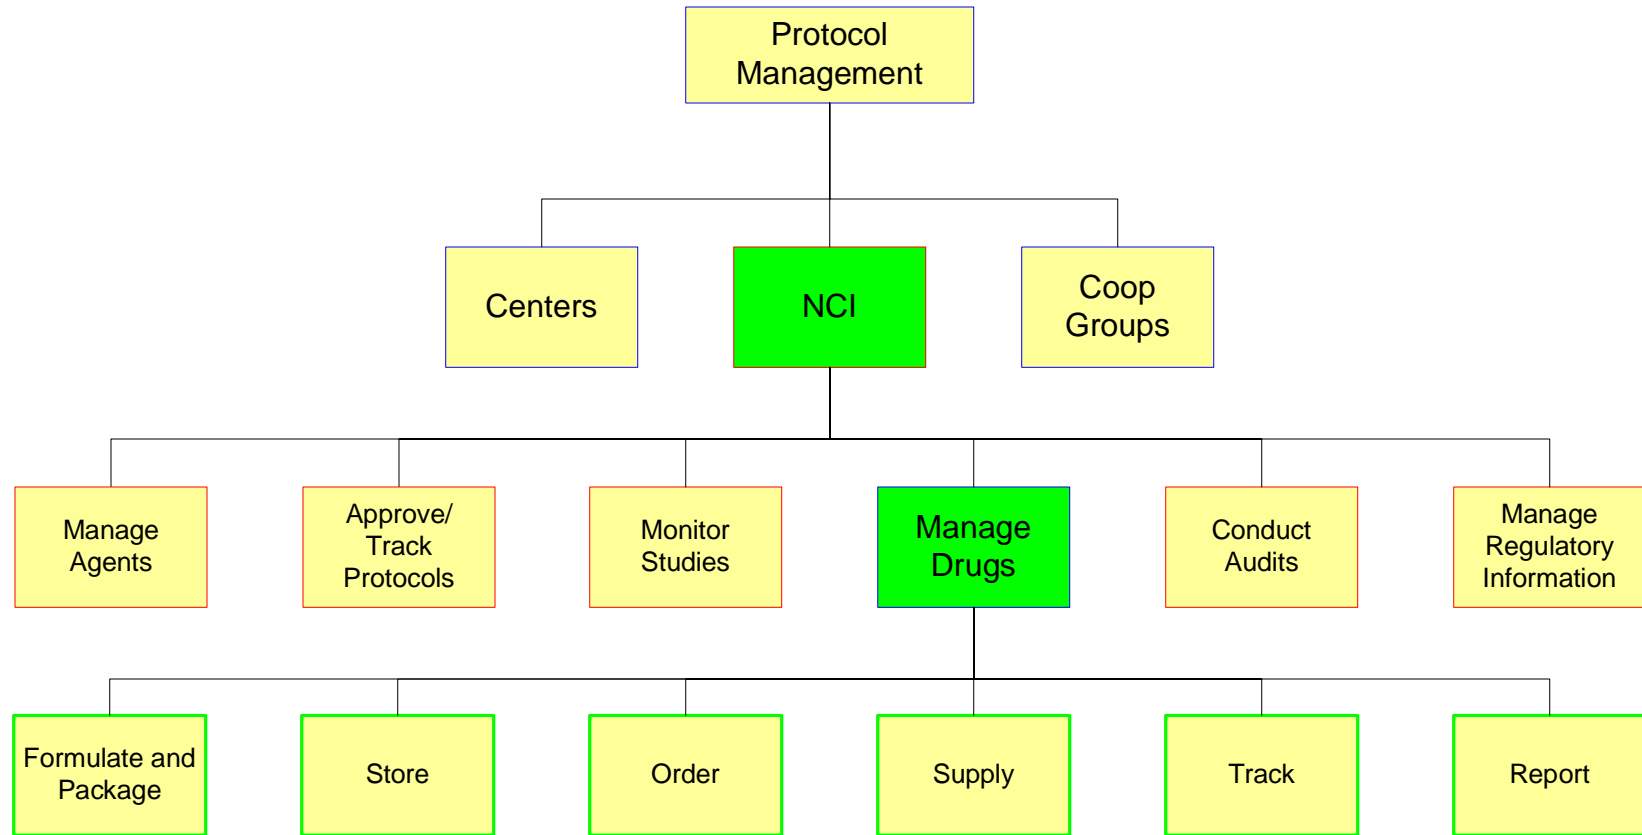 Protocol
Management
Centers
NCI
Coop
Groups
Manage
Agents
Approve/
Track
Protocols
Monitor
Studies
Manage
Drugs
Conduct
Audits
Manage
Regulatory
Information
Formulate and
Package
Store
Order
Supply
Track
Report